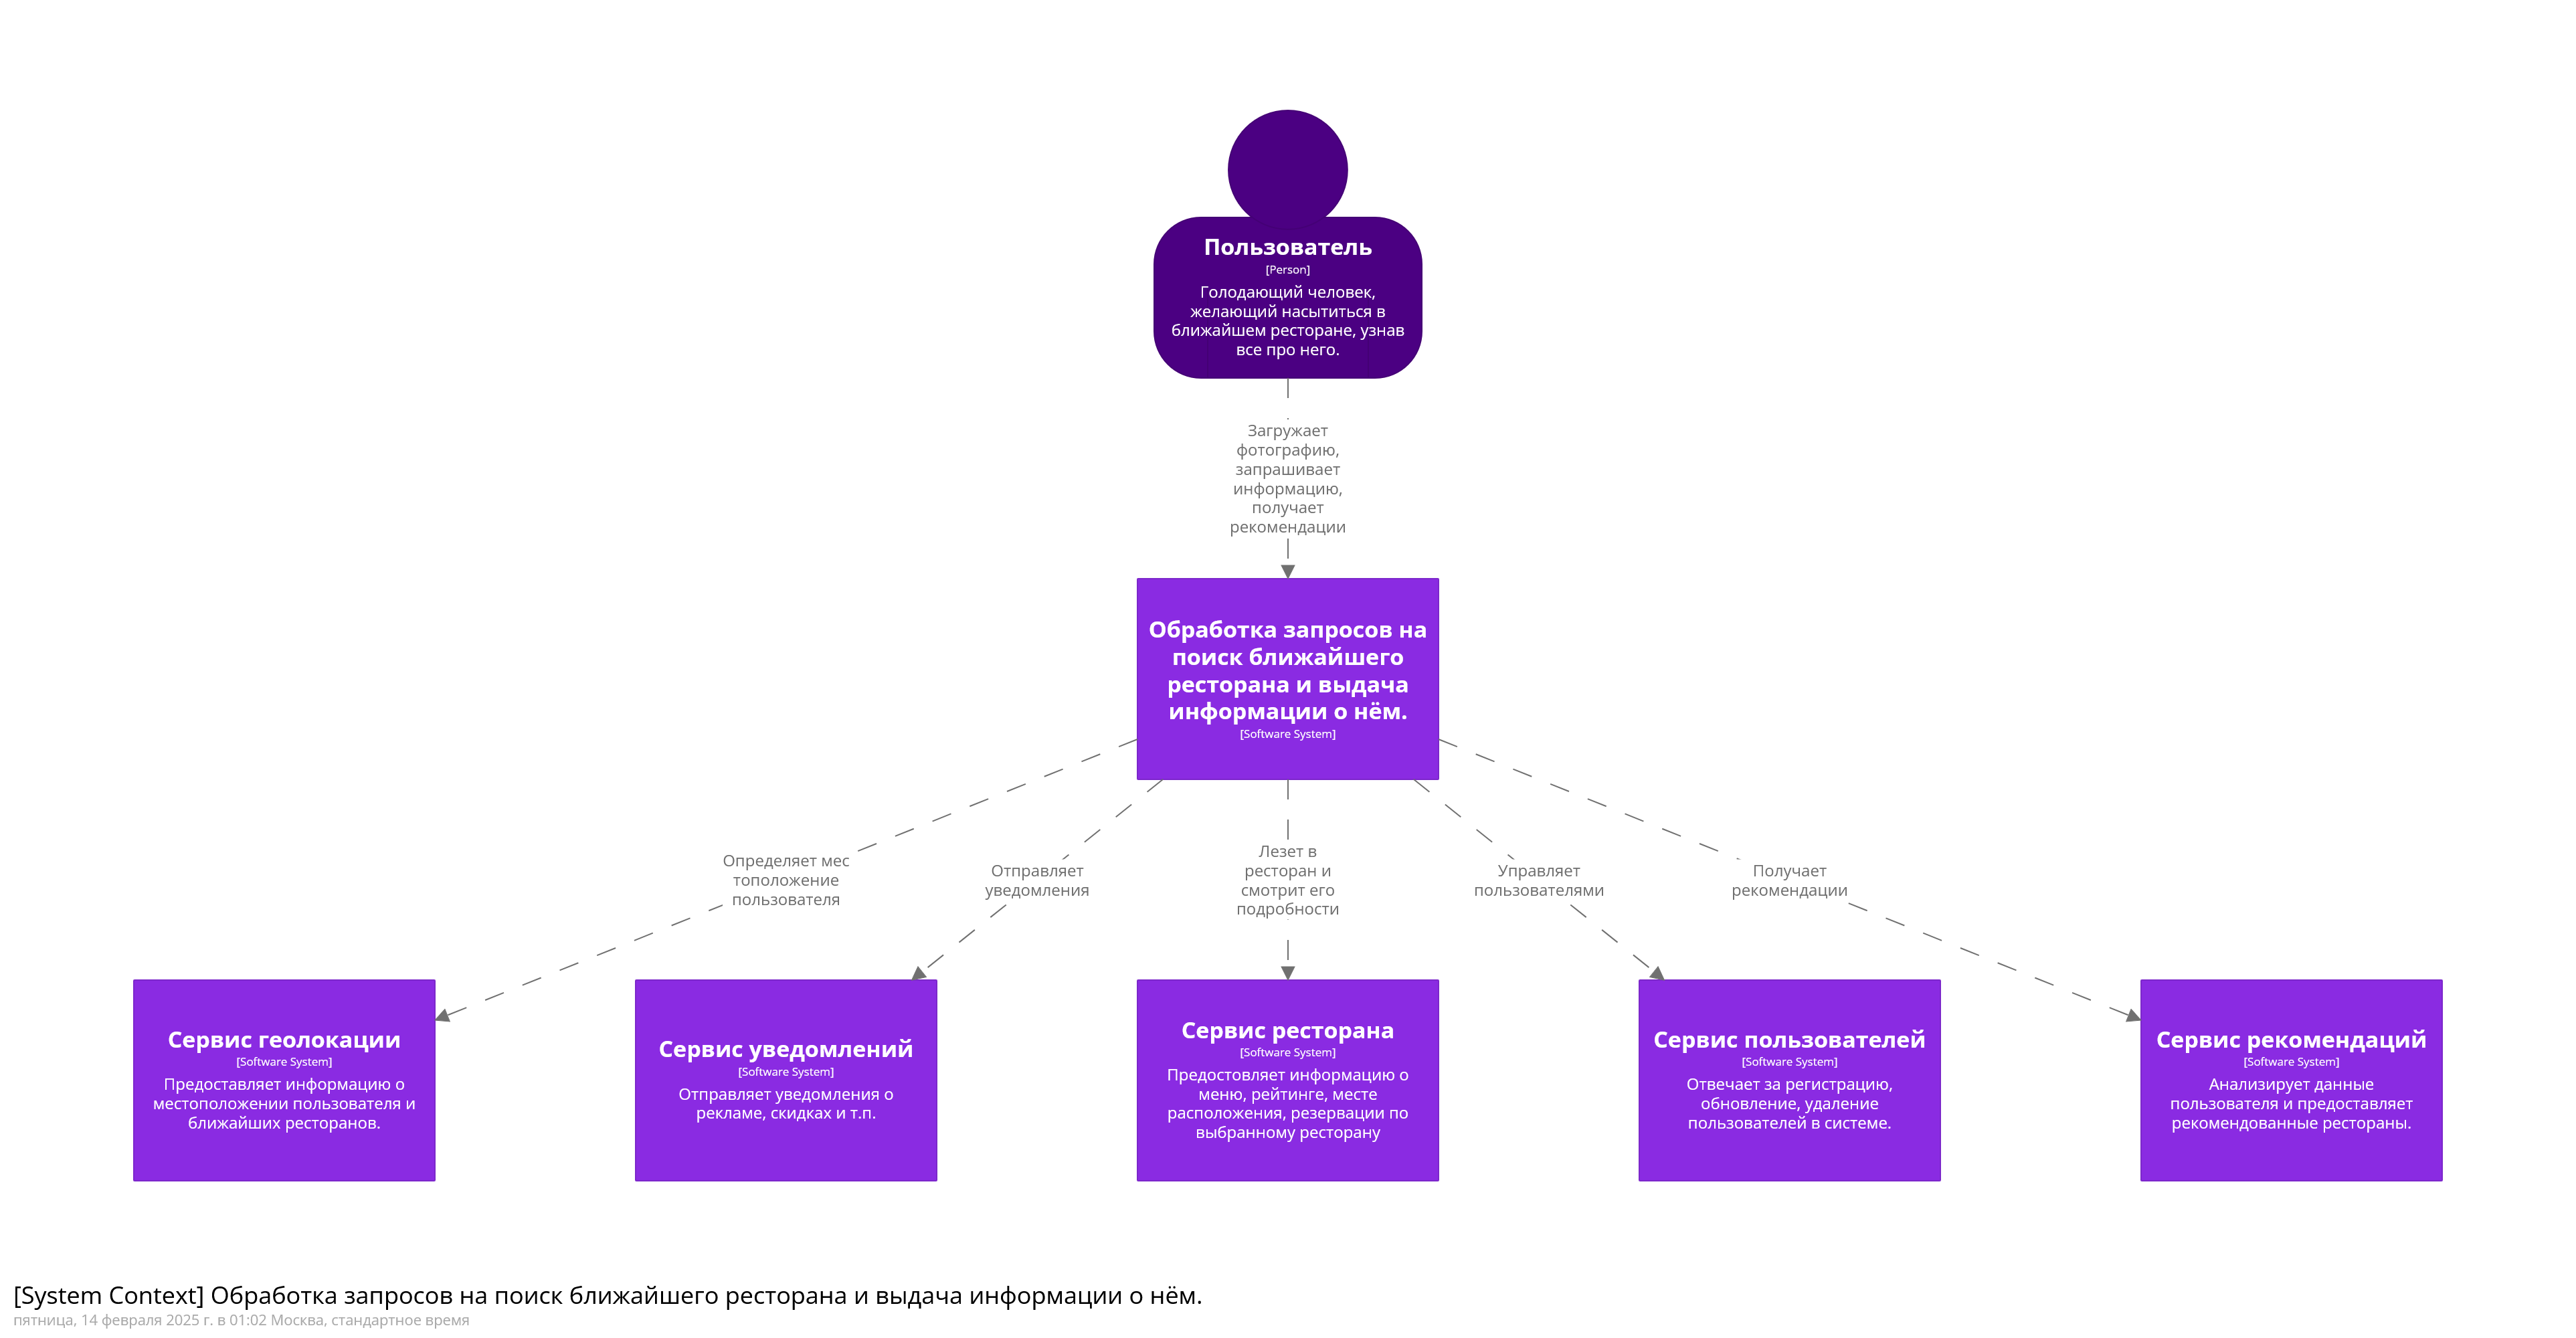 Пользователь
[Person]
Голодающий человек,
желающий насытиться в
ближайшем ресторане, узнав
все про него.
Загружает
фотографию,
запрашивает
информацию,
получает
рекомендации
Обработка запросов на
поиск ближайшего
ресторана и выдача
информации о нём.
[Software System]
Определяет мес
тоположение
пользователя
Отправляет
уведомления
Лезет в
ресторан и
смотрит его
подробности
Управляет
пользователями
Получает
рекомендации
Сервис геолокации
[Software System]
Предоставляет информацию о
местоположении пользователя и
ближайших ресторанов.
Сервис уведомлений
[Software System]
Отправляет уведомления о
рекламе, скидках и т.п.
Сервис ресторана
[Software System]
Предостовляет информацию о
меню, рейтинге, месте
расположения, резервации по
выбранному ресторану
Сервис пользователей
[Software System]
Отвечает за регистрацию,
обновление, удаление
пользователей в системе.
Сервис рекомендаций
[Software System]
Анализирует данные
пользователя и предоставляет
рекомендованные рестораны.
[System Context] Обработка запросов на поиск ближайшего ресторана и выдача информации о нём.
пятница, 14 февраля 2025 г. в 01:02 Москва, стандартное время